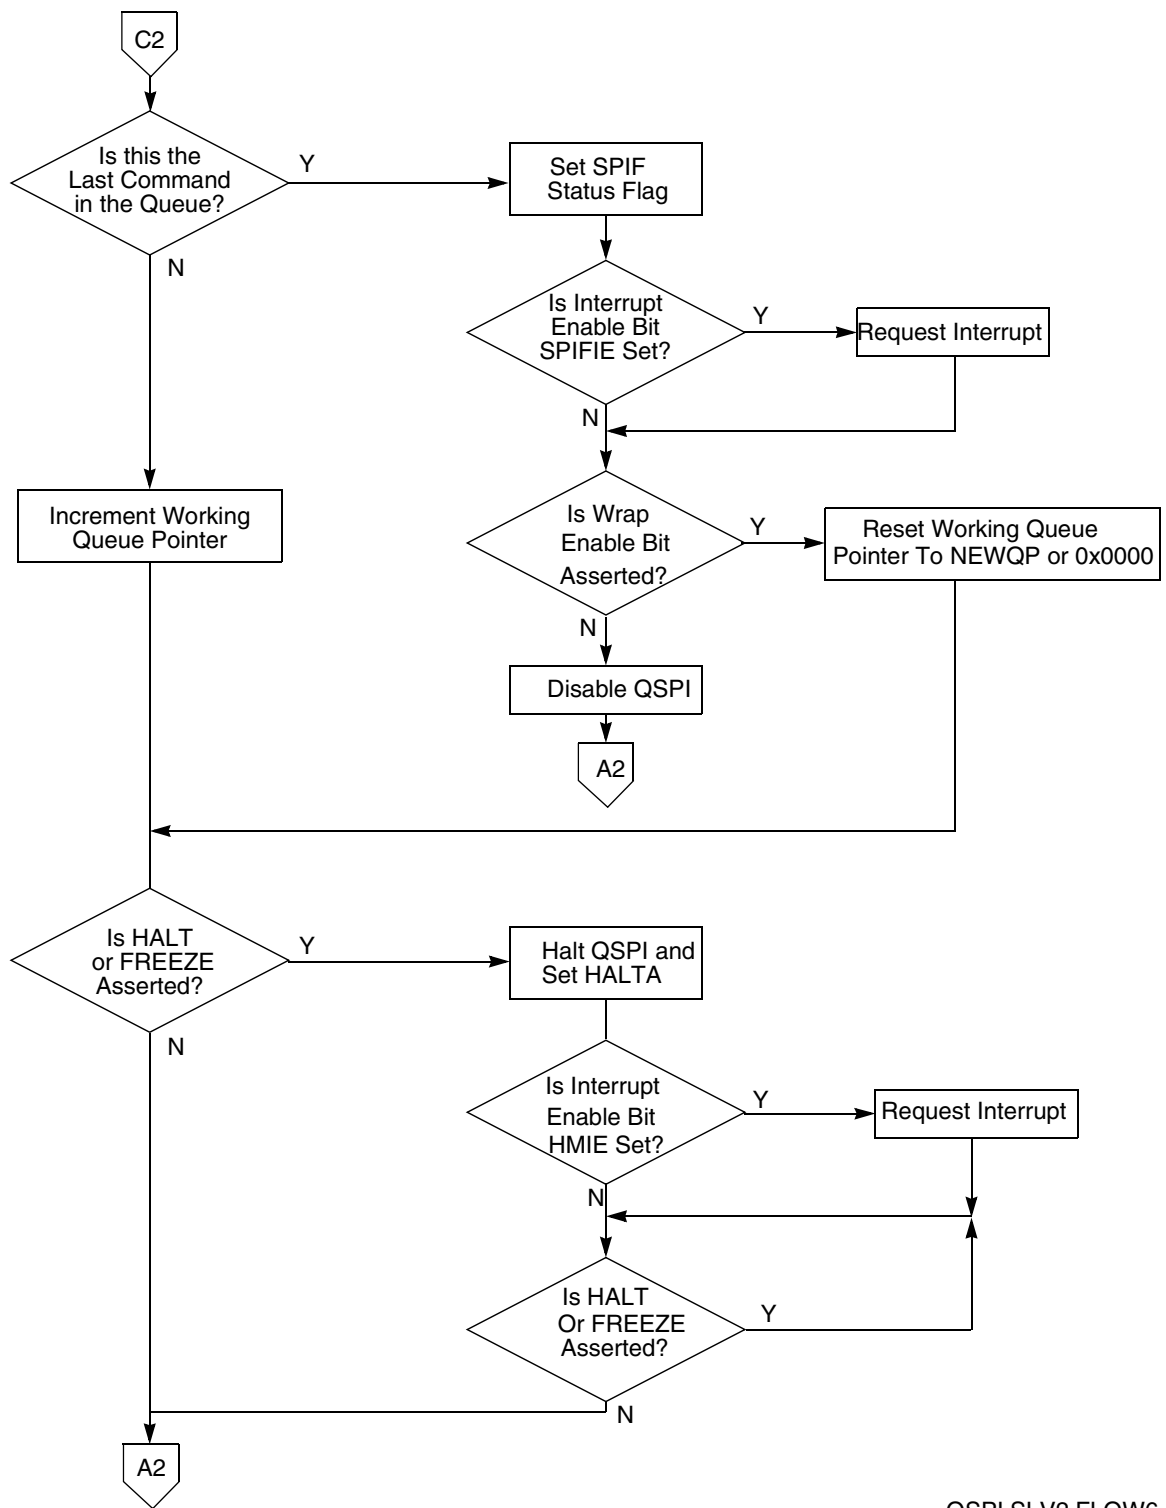 C2
Is this the
Last Command
in the Queue?
Y
Set SPIF
Status Flag
N
Is Interrupt
Enable Bit
SPIFIE Set?
Y
Request Interrupt
N
Increment Working
Queue Pointer
Is Wrap
Enable Bit
Asserted?
Y
Reset Working Queue
Pointer To NEWQP or 0x0000
N
Disable QSPI
A2
Is HALT
or FREEZE
Asserted?
Y
Halt QSPI and
Set HALTA
N
Is Interrupt
Enable Bit
HMIE Set?
Y
Request Interrupt
N
Is HALT
Or FREEZE
Asserted?
Y
N
A2